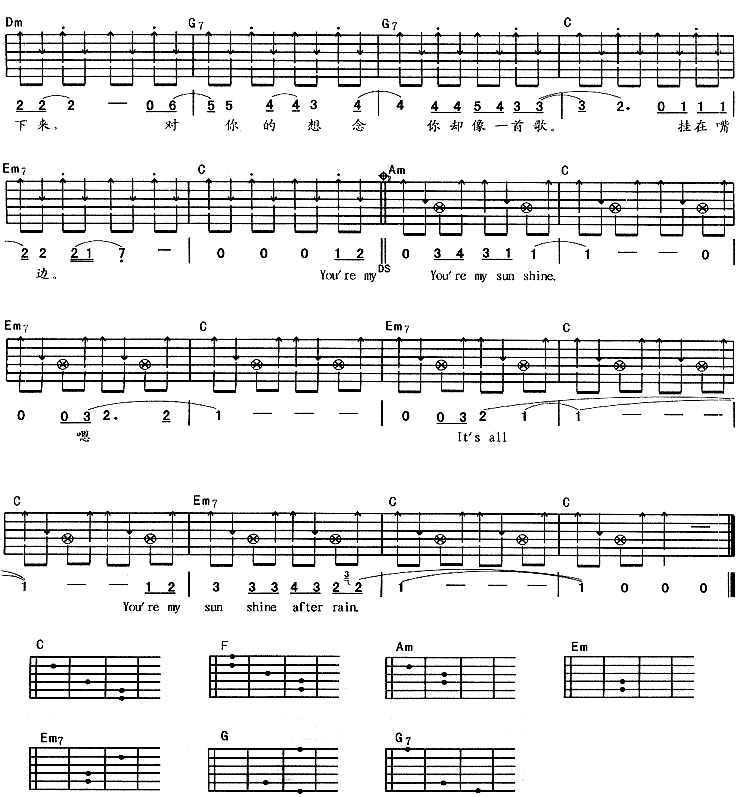 Dm G7 G7 C
2 2 2 — 0 6 5 5 4 4 3 4 4 4 4 5 4 3 3 3 2. 0 1 1 1
下来， 对 你 的 想 念 你 却 像 一 首 歌。 挂 在 嘴
Em7 C Am C
2 2 2 1 7 — 0 0 0 1 2 0 3 4 3 1 1 1 — — 0
边。 You're my DS You're my sun shine.
Em7 C Em7 C
0 0 3 2. 2 1 — — — 0 0 3 2 1 1 — — —
嗯 It's all
C Em7 C C
1 — — 1 2 3 3 3 4 3 2 3 2 1 — — — 1 0 0 0
You're my sun shine after rain.
C F Am Em
Em7 G G7